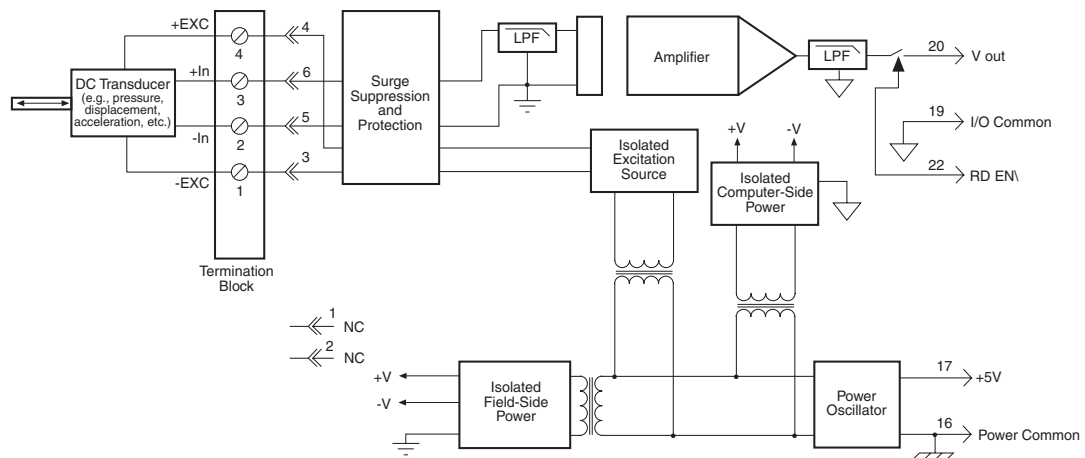 +EXC
4
4
LPF
Amplifier
LPF
20
V out
DC Transducer
(e.g., pressure,
displacement,
acceleration, etc.)
+In
3
6
Surge
Suppression
and
Protection
-In
2
5
19
I/O Common
+V
-V
-EXC
1
3
Isolated
Excitation
Source
Isolated
Computer-Side
Power
22
RD EN\
Termination
Block
1
NC
2
NC
+V
-V
Isolated
Field-Side
Power
Power
Oscillator
17
+5V
16
Power Common